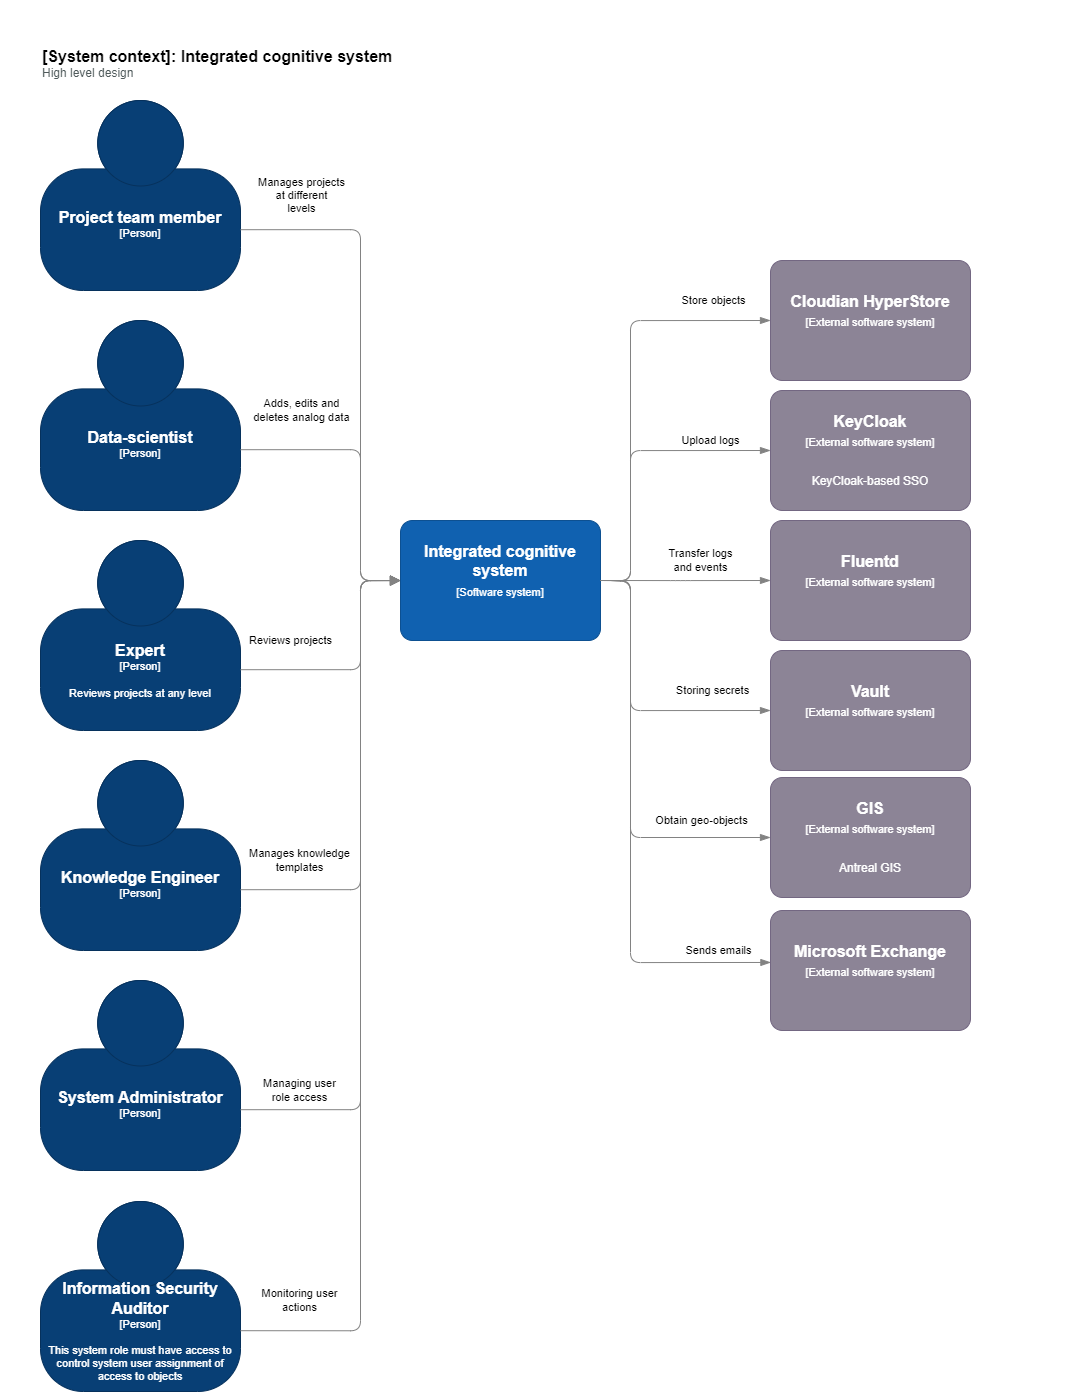 [System context]: Integrated cognitive system
High level design
Project team member
[Person]
Manages projects
at different
levels
Data-scientist
[Person]
Adds, edits and
deletes analog data
Expert
[Person]
Reviews projects at any level
Reviews projects
Knowledge Engineer
[Person]
Manages knowledge
templates
System Administrator
[Person]
Managing user
role access
Information Security
Auditor
[Person]
This system role must have access to
control system user assignment of
access to objects
Monitoring user
actions
Integrated cognitive
system
[Software system]
Store objects
Cloudian HyperStore
[External software system]
Upload logs
KeyCloak
[External software system]
KeyCloak-based SSO
Transfer logs
and events
Fluentd
[External software system]
Storing secrets
Vault
[External software system]
Obtain geo-objects
GIS
[External software system]
Antreal GIS
Sends emails
Microsoft Exchange
[External software system]